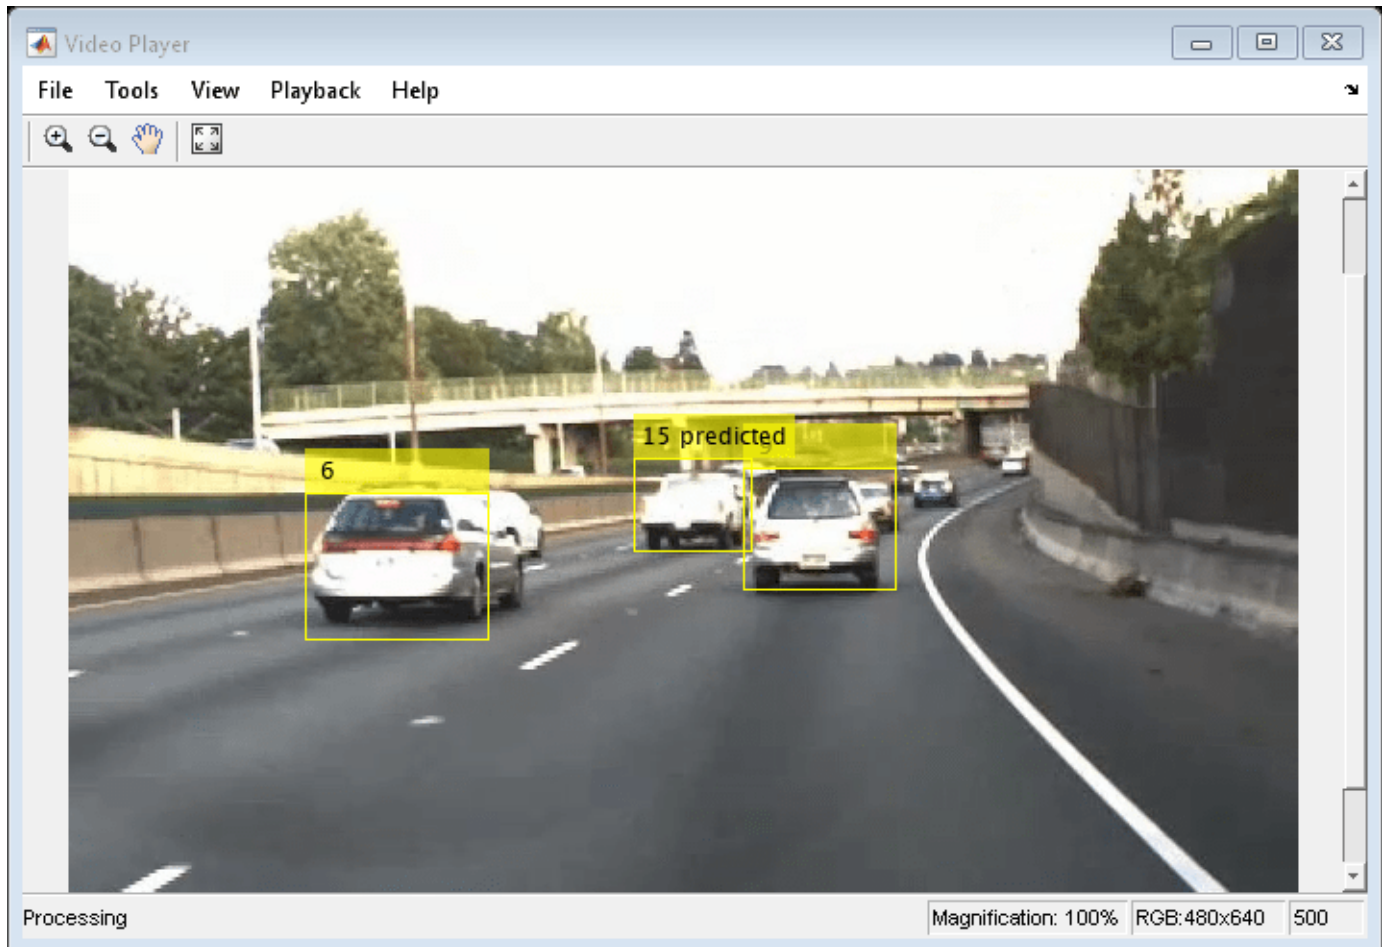 Video Player
File Tools View Playback Help
15 predicted
6
Processing
Magnification: 100% RGB:480x640 500